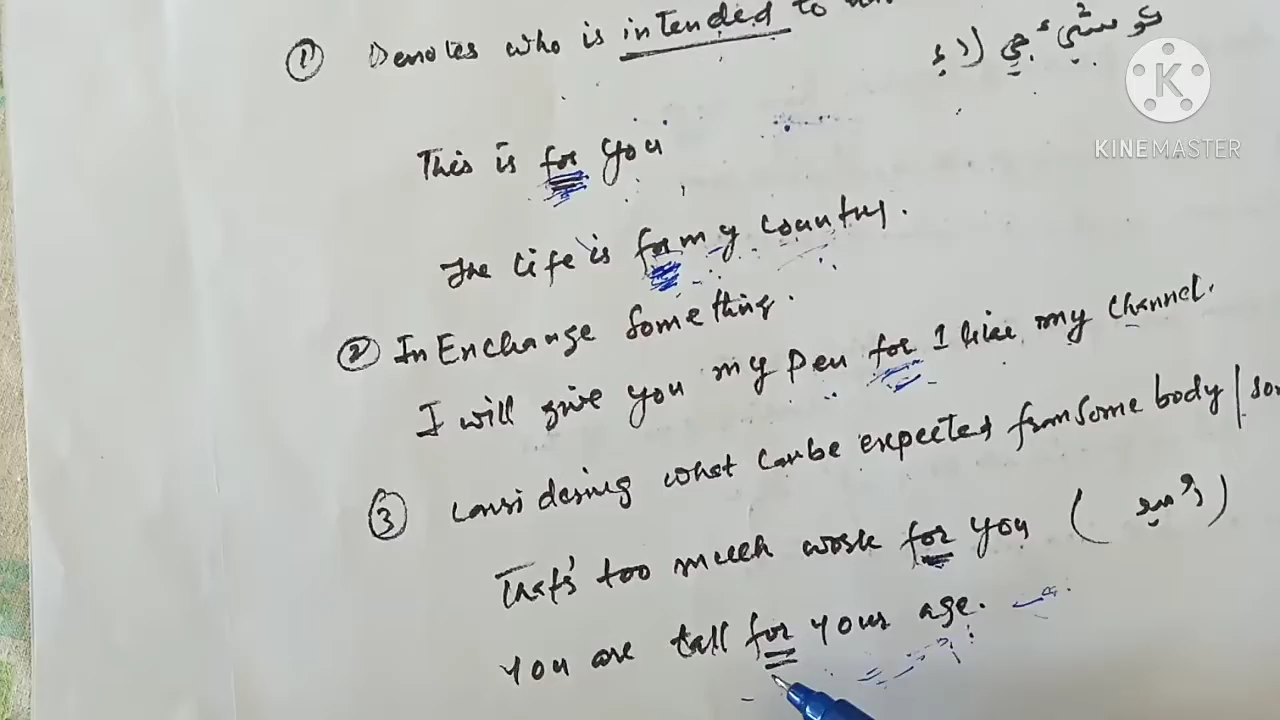 ① Denotes who is intended to
This is for you
The life is for my country.
② In Exchange Something.
I will give you my pen for I like my channel.
③ Considering what can be expected from Some body /
That's too much work for you (
You are tall for your age.
K
KINEMASTER